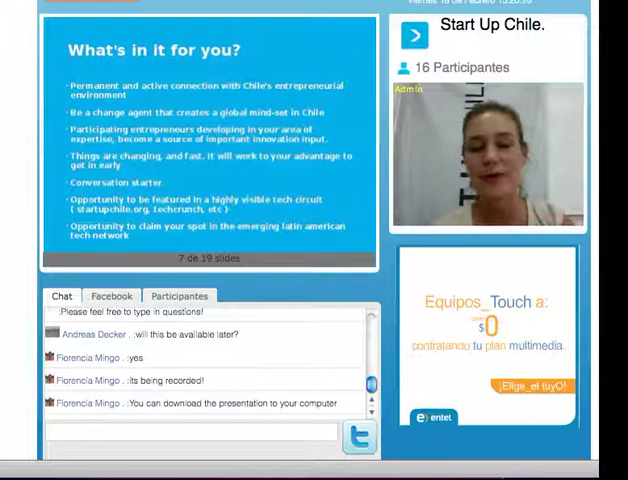 Start Up Chile.
16 Participantes
Admin
What's in it for you?
· Permanent and active connection with Chile's entrepreneurial
environment
· Be a change agent that creates a global mind-set in Chile
· Participating entrepreneurs developing in your area of
expertise, become a source of important innovation input.
· Things are changing, and fast. It will work to your advantage to
get in early
· Conversation starter
· Opportunity to be featured in a highly visible tech circuit
( startupchile.org, techcrunch, etc )
· Opportunity to claim your spot in the emerging latin american
tech network
7 de 19 slides
Chat Facebook Participantes
:Please feel free to type in questions!
Andreas Decker . :will this be available later?
Florencia Mingo . :yes
Florencia Mingo . :its being recorded!
Florencia Mingo . :You can download the presentation to your computer
Equipos_Touch a:
$0
contratando tu plan multimedia.
¡Elige_el tuyO!
entel